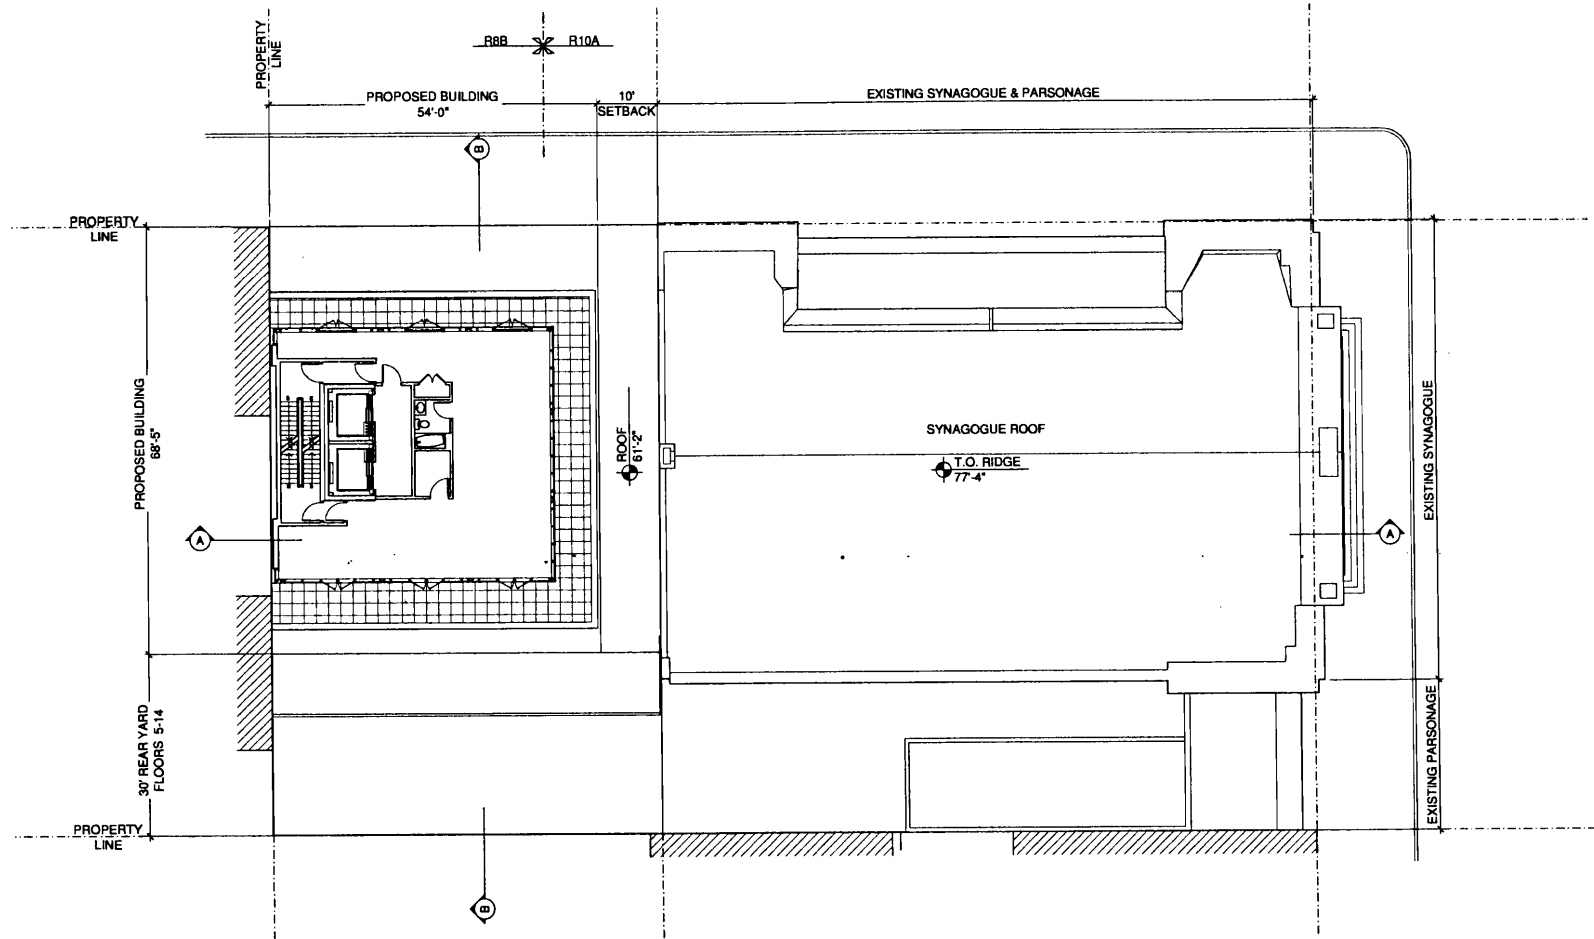 PROPERTY
LINE
R8B
R10A
PROPOSED BUILDING
54'-0"
10'
SETBACK
EXISTING SYNAGOGUE & PARSONAGE
B
PROPERTY
LINE
PROPOSED BUILDING
68'-5"
ROOF
61'-2"
SYNAGOGUE ROOF
T.O. RIDGE
77'-4"
EXISTING SYNAGOGUE
A
A
30' REAR YARD
FLOORS 5-14
EXISTING PARSONAGE
PROPERTY
LINE
B